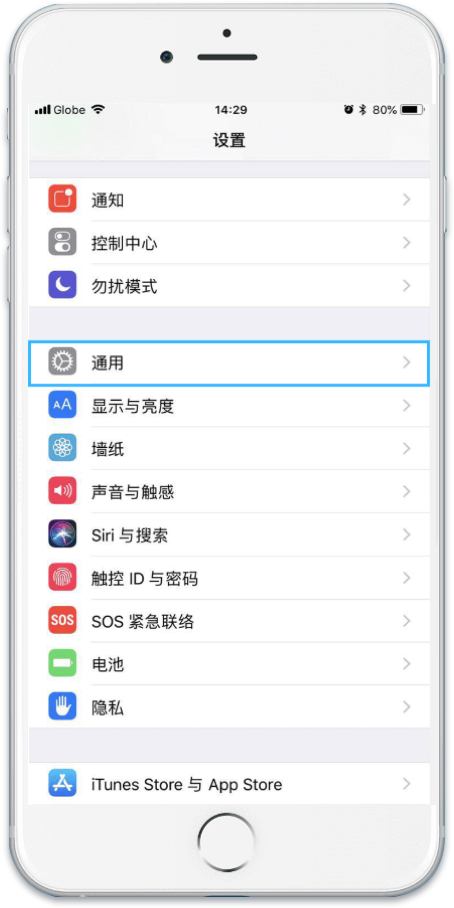 Globe 14:29 80%
设置
通知
控制中心
勿扰模式
通用
AA 显示与亮度
墙纸
声音与触感
Siri 与搜索
触控 ID 与密码
SOS SOS 紧急联络
电池
隐私
iTunes Store 与 App Store